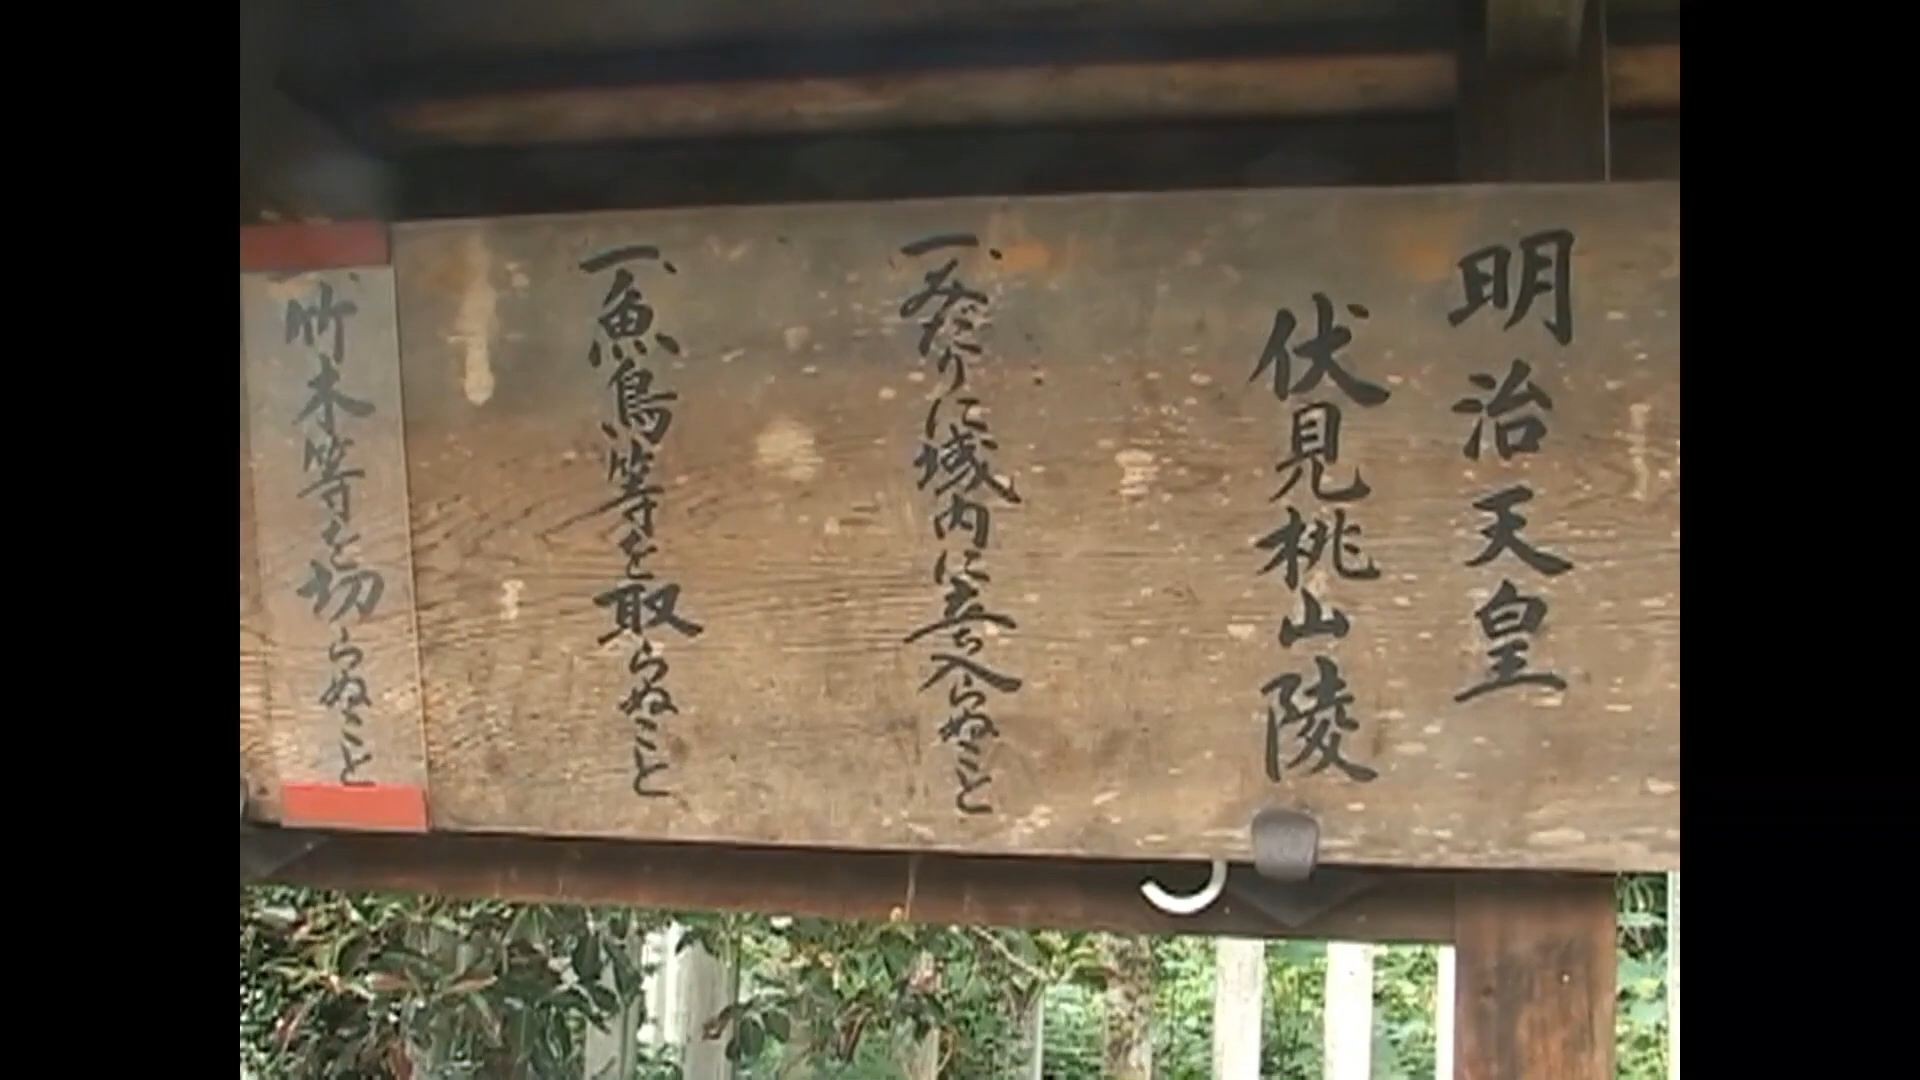 明治天皇
伏見桃山陵
一、みだりに域内に立ち入らぬこと
一、魚鳥等を取らぬこと
竹木等を切らぬこと